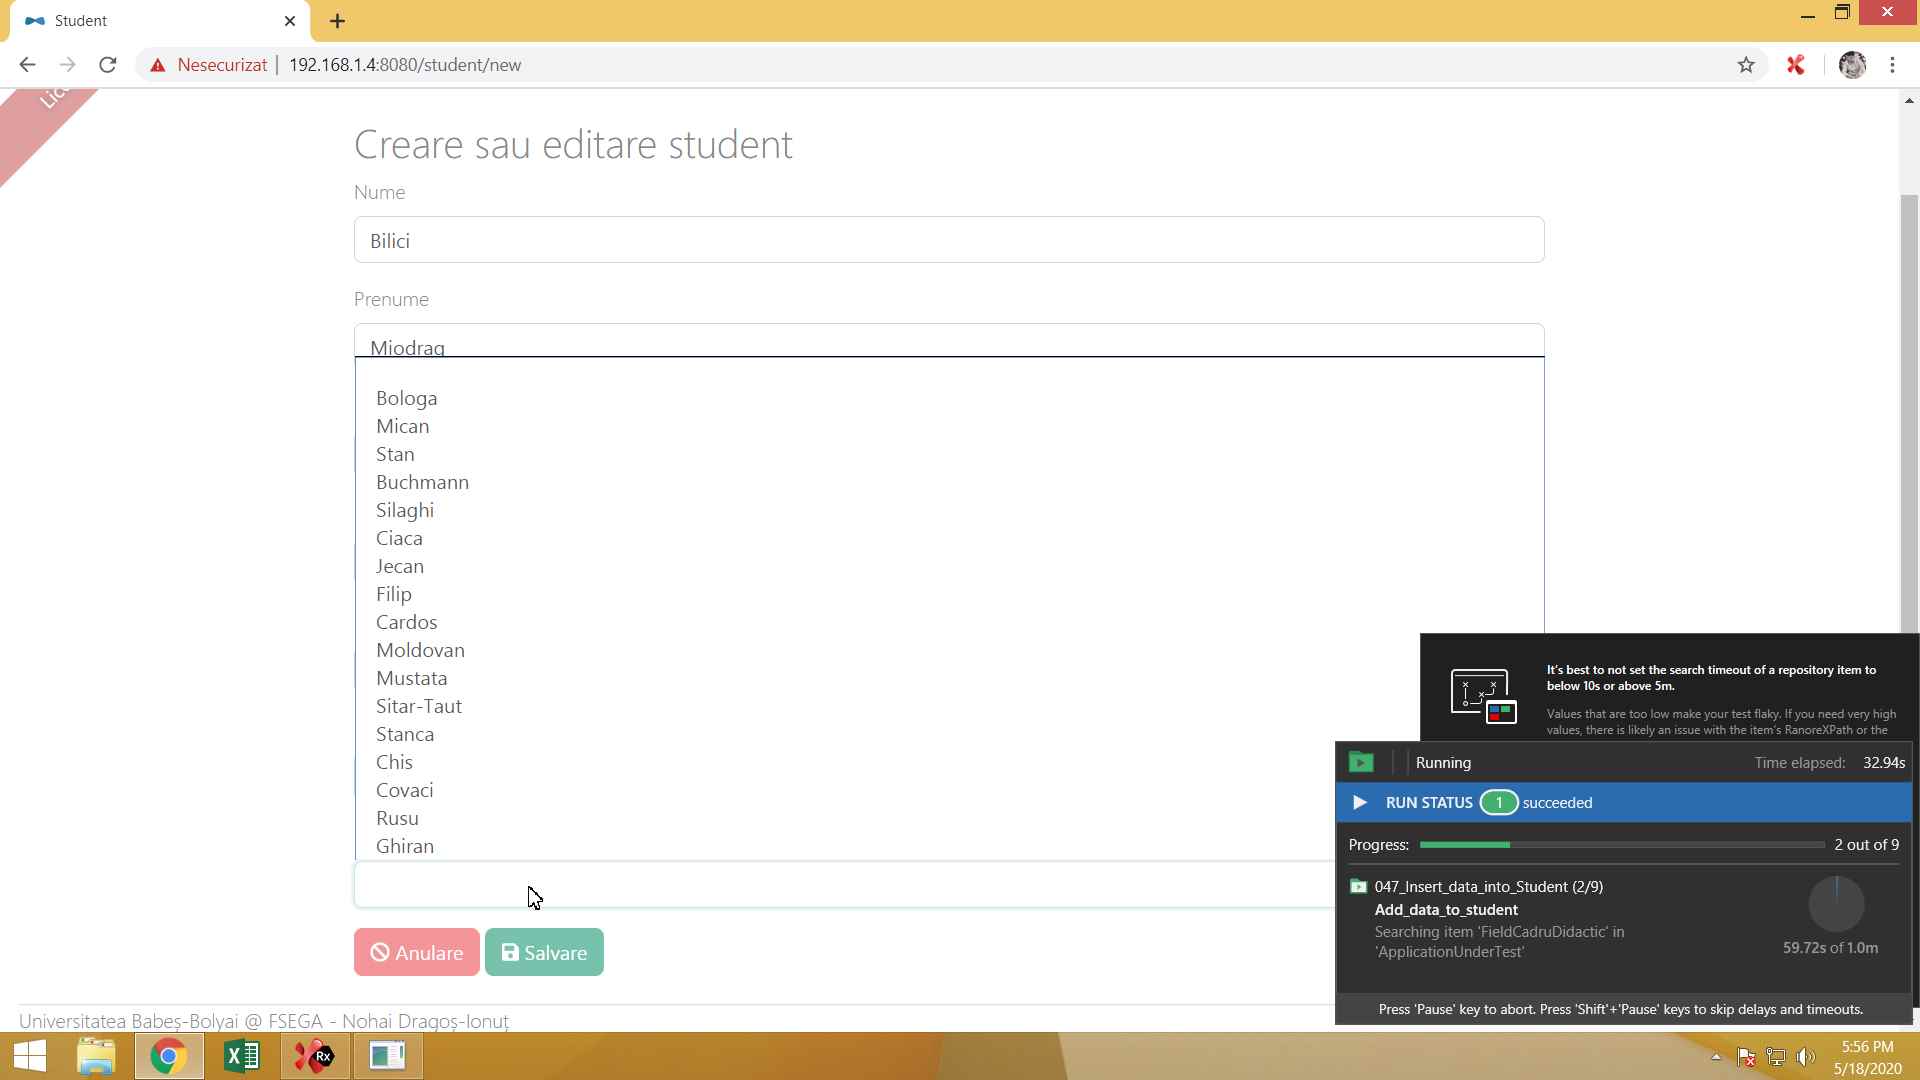 Student
Nesecurizat
192.168.1.4:8080/student/new
Creare sau editare student
Nume
Bilici
Prenume
Miodrag
Bologa
Mican
Stan
Buchmann
Silaghi
Ciaca
Jecan
Filip
Cardos
Moldovan
Mustata
Sitar-Taut
Stanca
Chis
Covaci
Rusu
Ghiran
Anulare
Salvare
Universitatea Babeș-Bolyai @ FSEGA - Nohai Dragoș-Ionuț
It's best to not set the search timeout of a repository item to
below 10s or above 5m.
Values that are too low make your test flaky. If you need very high
values, there is likely an issue with the item's RanoreXPath or the
Running
Time elapsed: 32.94s
RUN STATUS 1 succeeded
Progress: 2 out of 9
047_Insert_data_into_Student (2/9)
Add_data_to_student
Searching item 'FieldCadruDidactic' in
'ApplicationUnderTest'
59.72s of 1.0m
Press 'Pause' key to abort. Press 'Shift'+'Pause' keys to skip delays and timeouts.
Rx
5:56 PM
5/18/2020